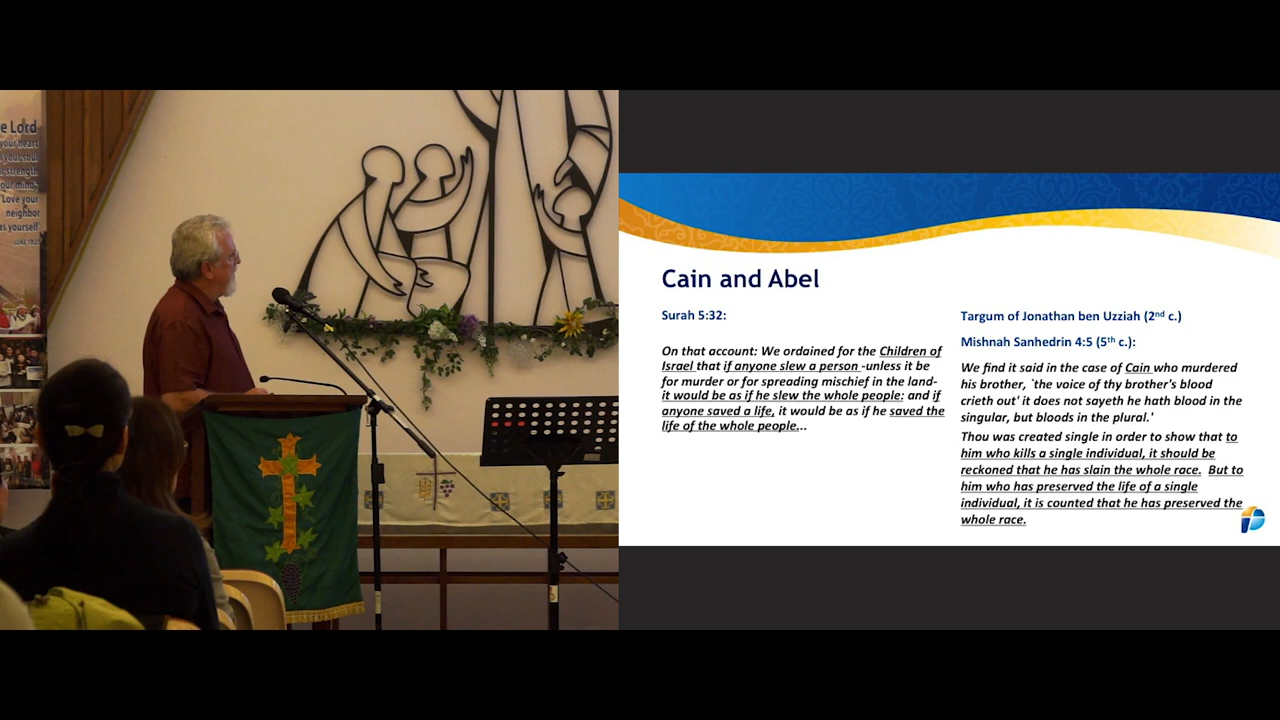 e Lord
your heart
your soul
r strength
our mind;'
'Love your
neighbor
as yourself
Cain and Abel
Surah 5:32:
On that account: We ordained for the Children of
Israel that if anyone slew a person -unless it be
for murder or for spreading mischief in the land-
it would be as if he slew the whole people: and if
anyone saved a life, it would be as if he saved the
life of the whole people...
Targum of Jonathan ben Uzziah (2nd c.)
Mishnah Sanhedrin 4:5 (5th c.):
We find it said in the case of Cain who murdered
his brother, `the voice of thy brother's blood
crieth out' it does not sayeth he hath blood in the
singular, but bloods in the plural.'
Thou was created single in order to show that to
him who kills a single individual, it should be
reckoned that he has slain the whole race. But to
him who has preserved the life of a single
individual, it is counted that he has preserved the
whole race.